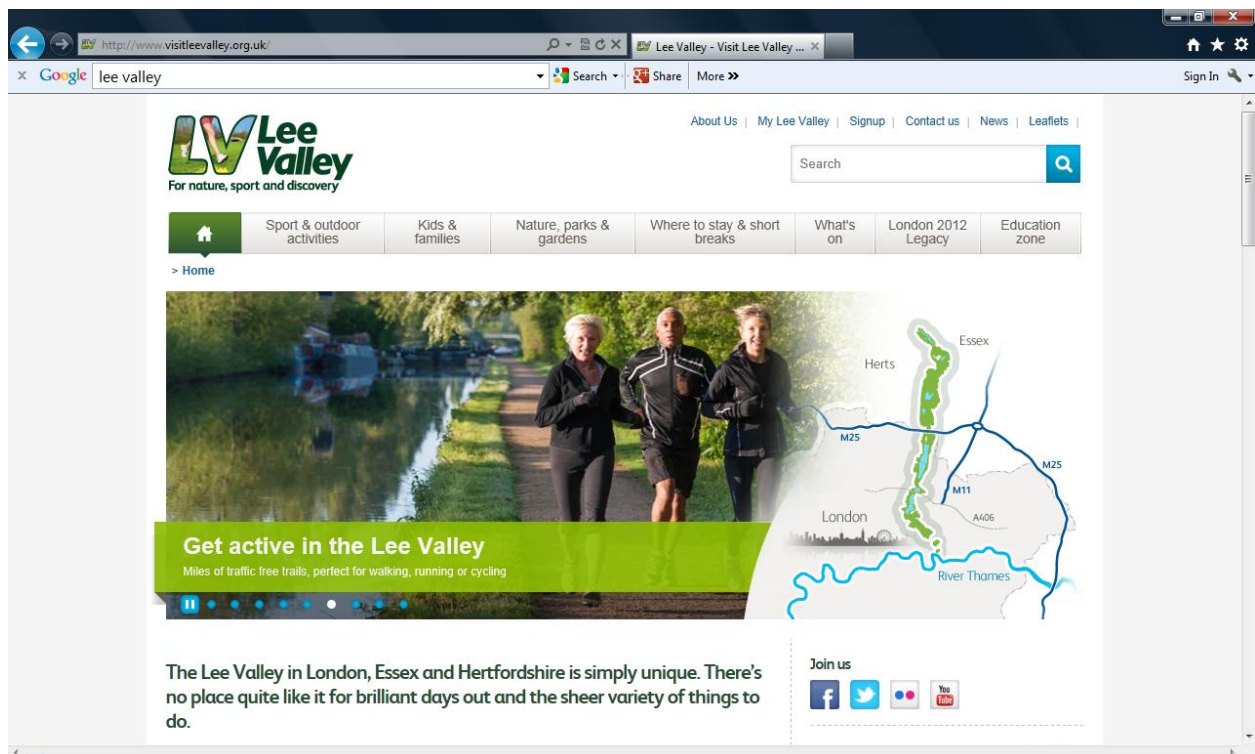 http://www.visitleevalley.org.uk/
Lee Valley - Visit Lee Valley ...
Google lee valley Search Share More » Sign In
LV Lee Valley
For nature, sport and discovery
About Us | My Lee Valley | Signup | Contact us | News | Leaflets |
Search
Sport & outdoor activities
Kids & families
Nature, parks & gardens
Where to stay & short breaks
What's on
London 2012 Legacy
Education zone
> Home
Essex
Herts
M25
M25
M11
London
A406
River Thames
Get active in the Lee Valley
Miles of traffic free trails, perfect for walking, running or cycling
The Lee Valley in London, Essex and Hertfordshire is simply unique. There's
no place quite like it for brilliant days out and the sheer variety of things to
do.
Join us
f
You Tube